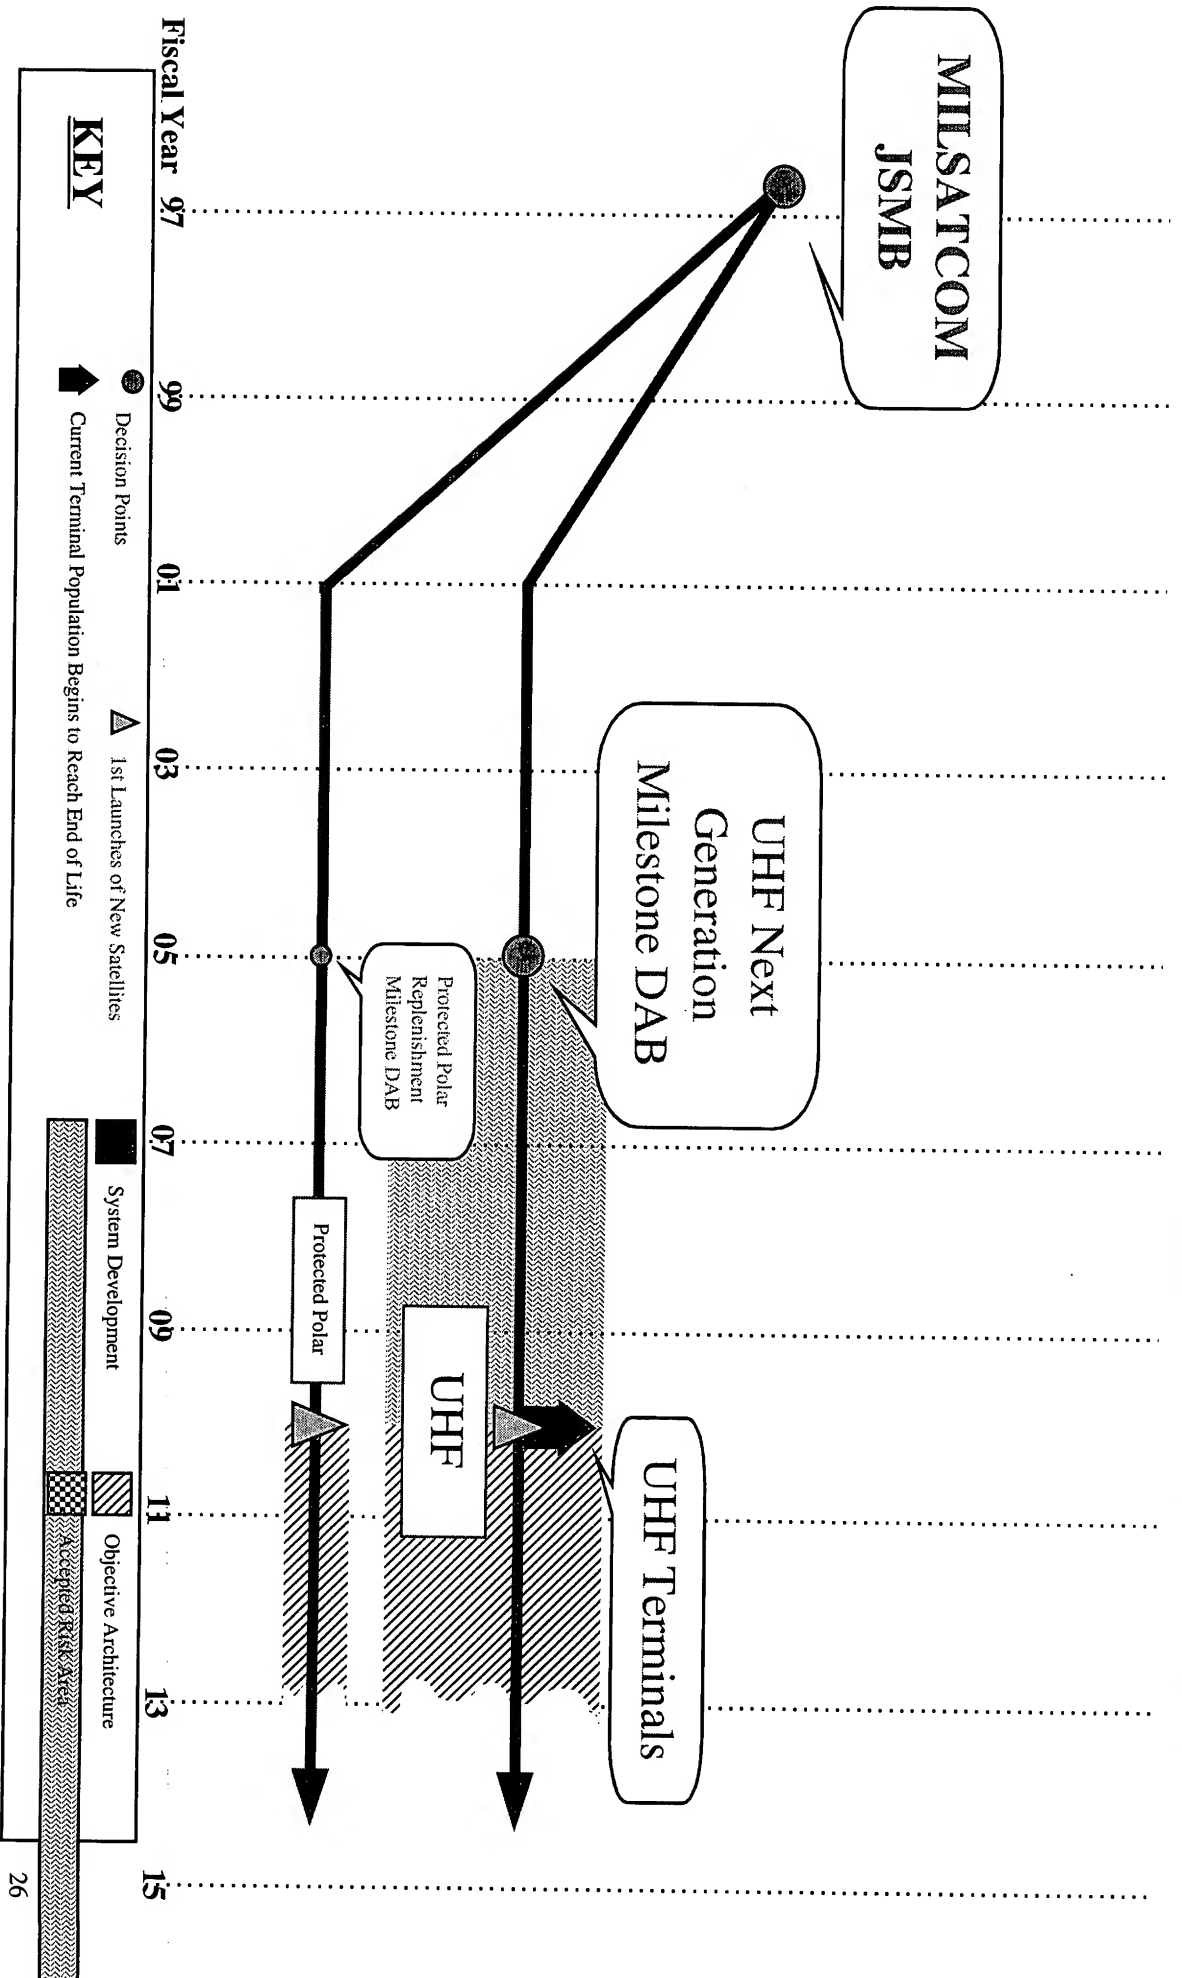 MILSATCOM
JSMB
UHF Next
Generation
Milestone DAB
UHF Terminals
Protected Polar
Replenishment
Milestone DAB
UHF
Protected Polar
Fiscal Year 97 99 01 03 05 07 09 11 13 15
KEY
Decision Points
1st Launches of New Satellites
System Development
Objective Architecture
Current Terminal Population Begins to Reach End of Life
Accepted Risk Area
26